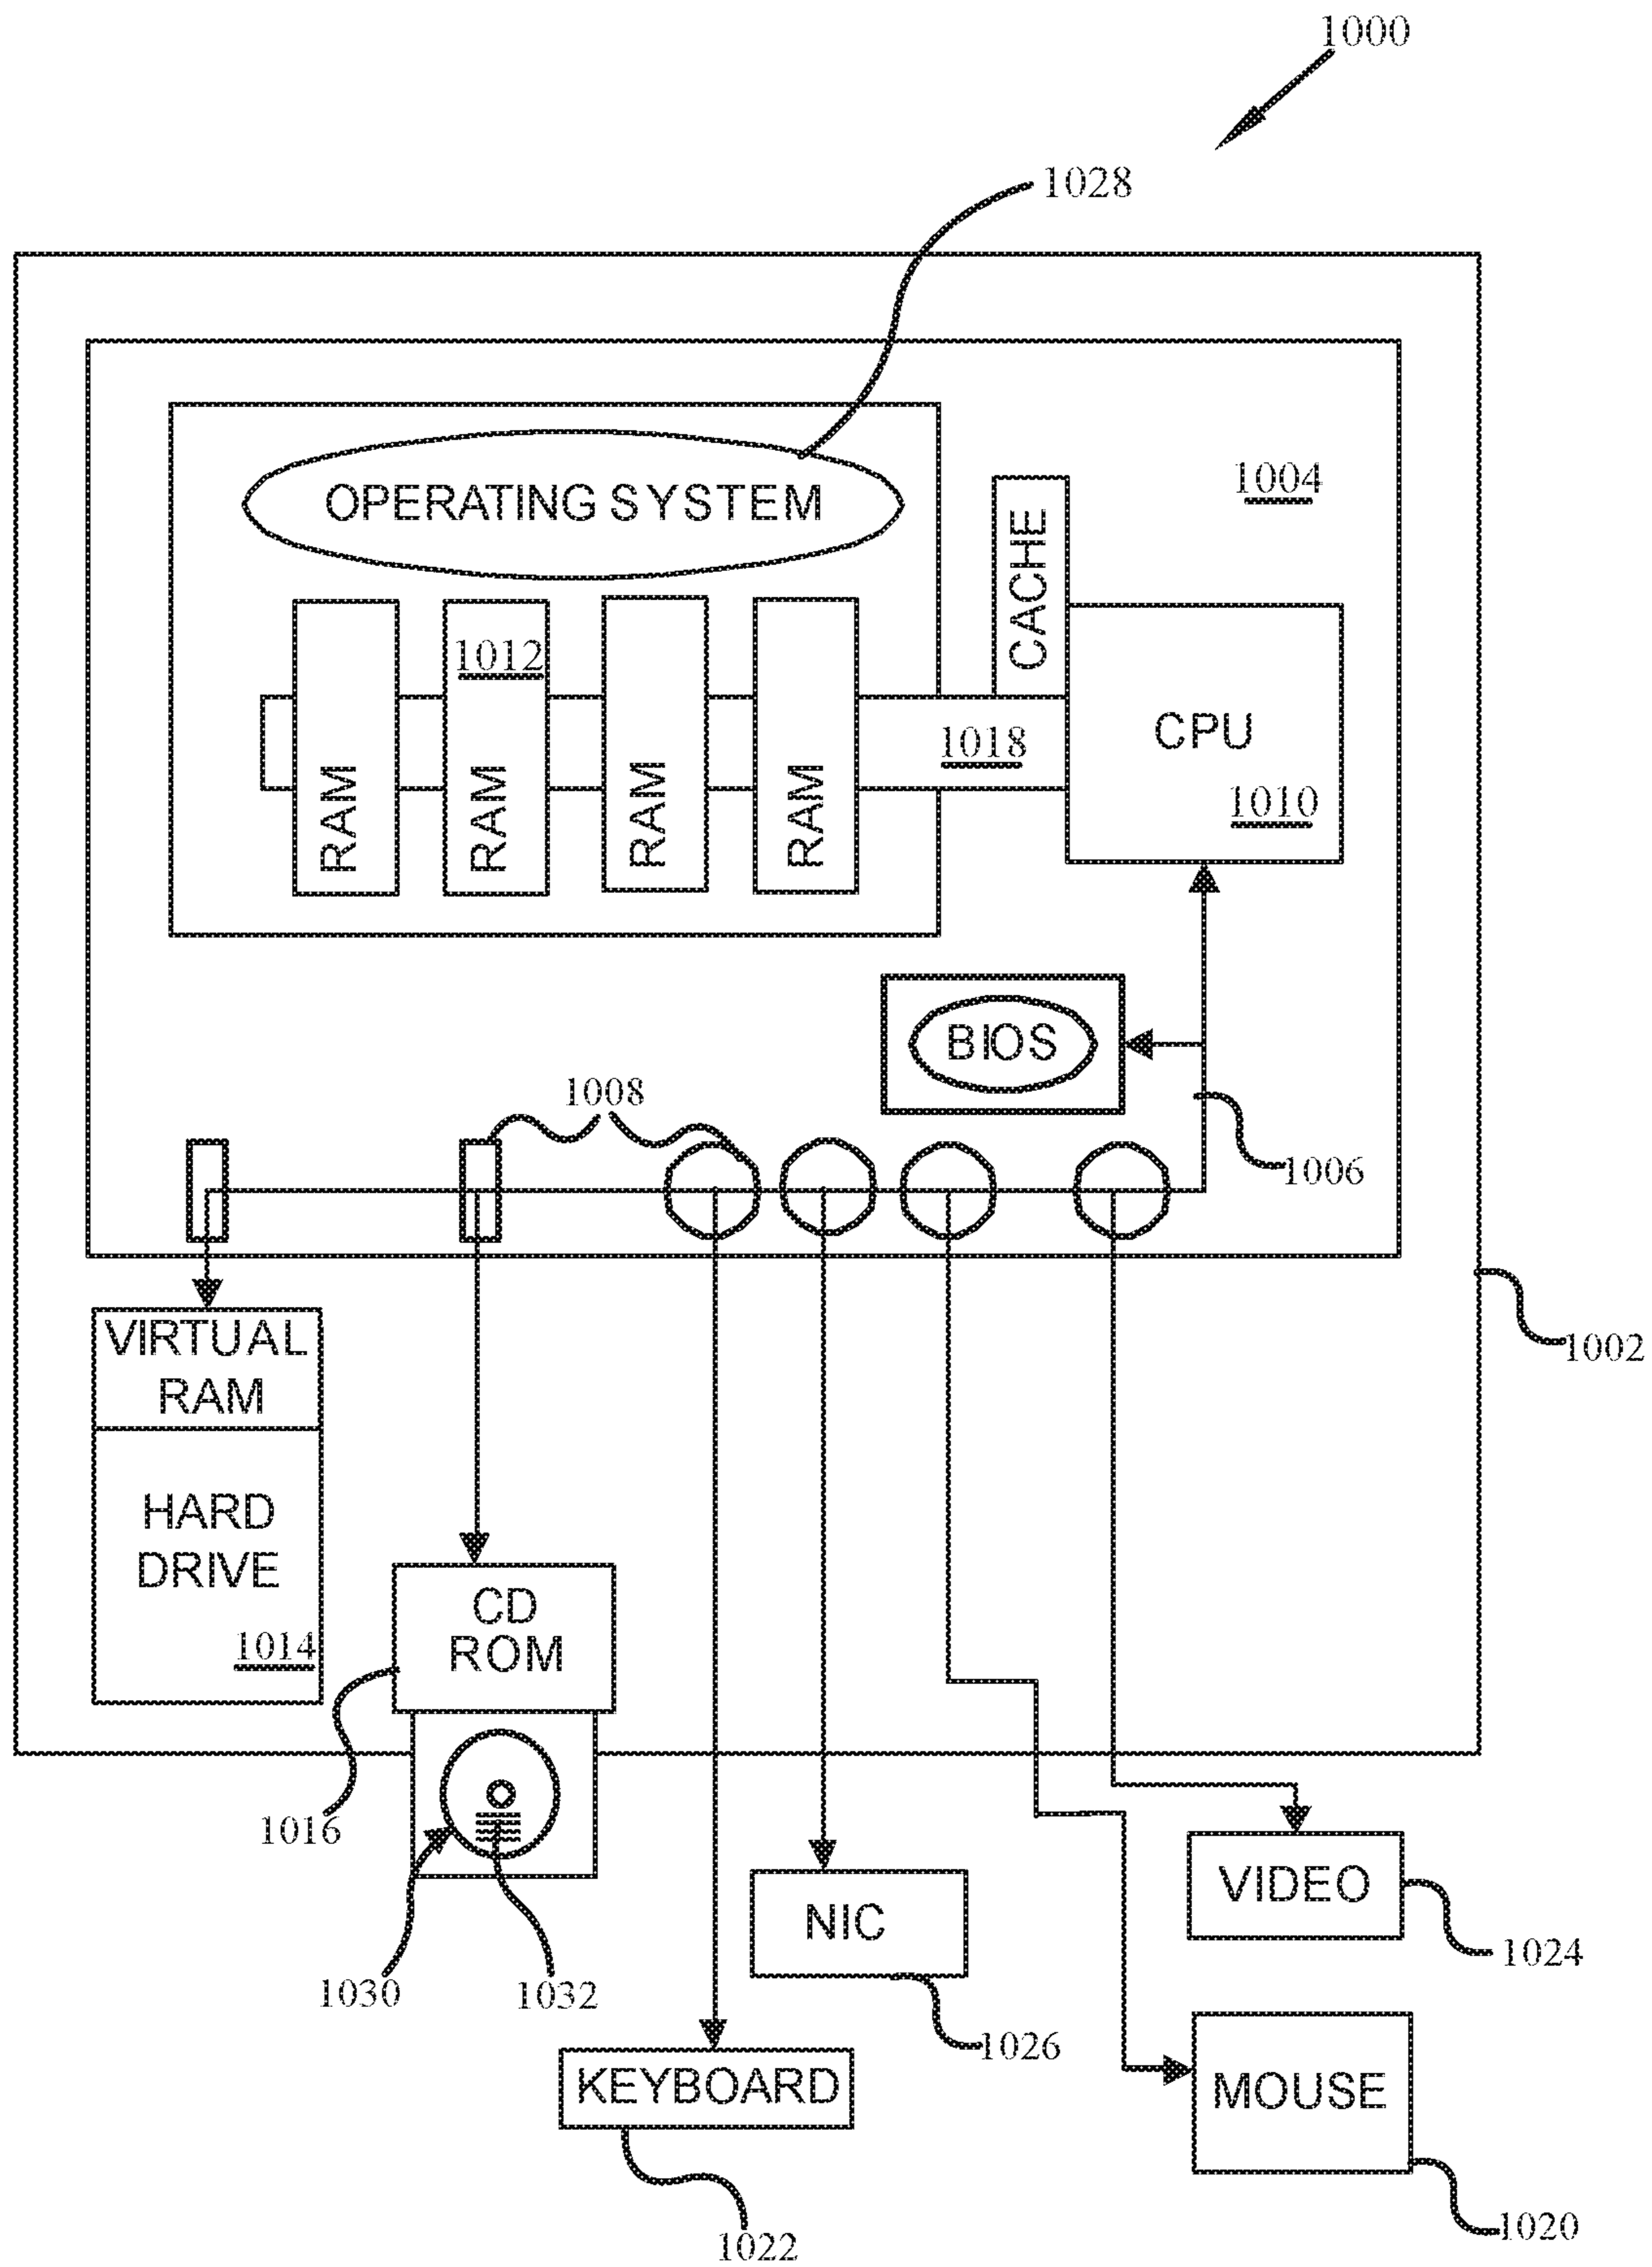 1000
1028
OPERATING SYSTEM
1004
CACHE
1012
RAM
RAM
RAM
RAM
1018
CPU
1010
BIOS
1008
1006
VIRTUAL
RAM
1002
HARD
DRIVE
1014
CD
ROM
1016
1030
1032
VIDEO
NIC
1024
1026
KEYBOARD
MOUSE
1022
1020